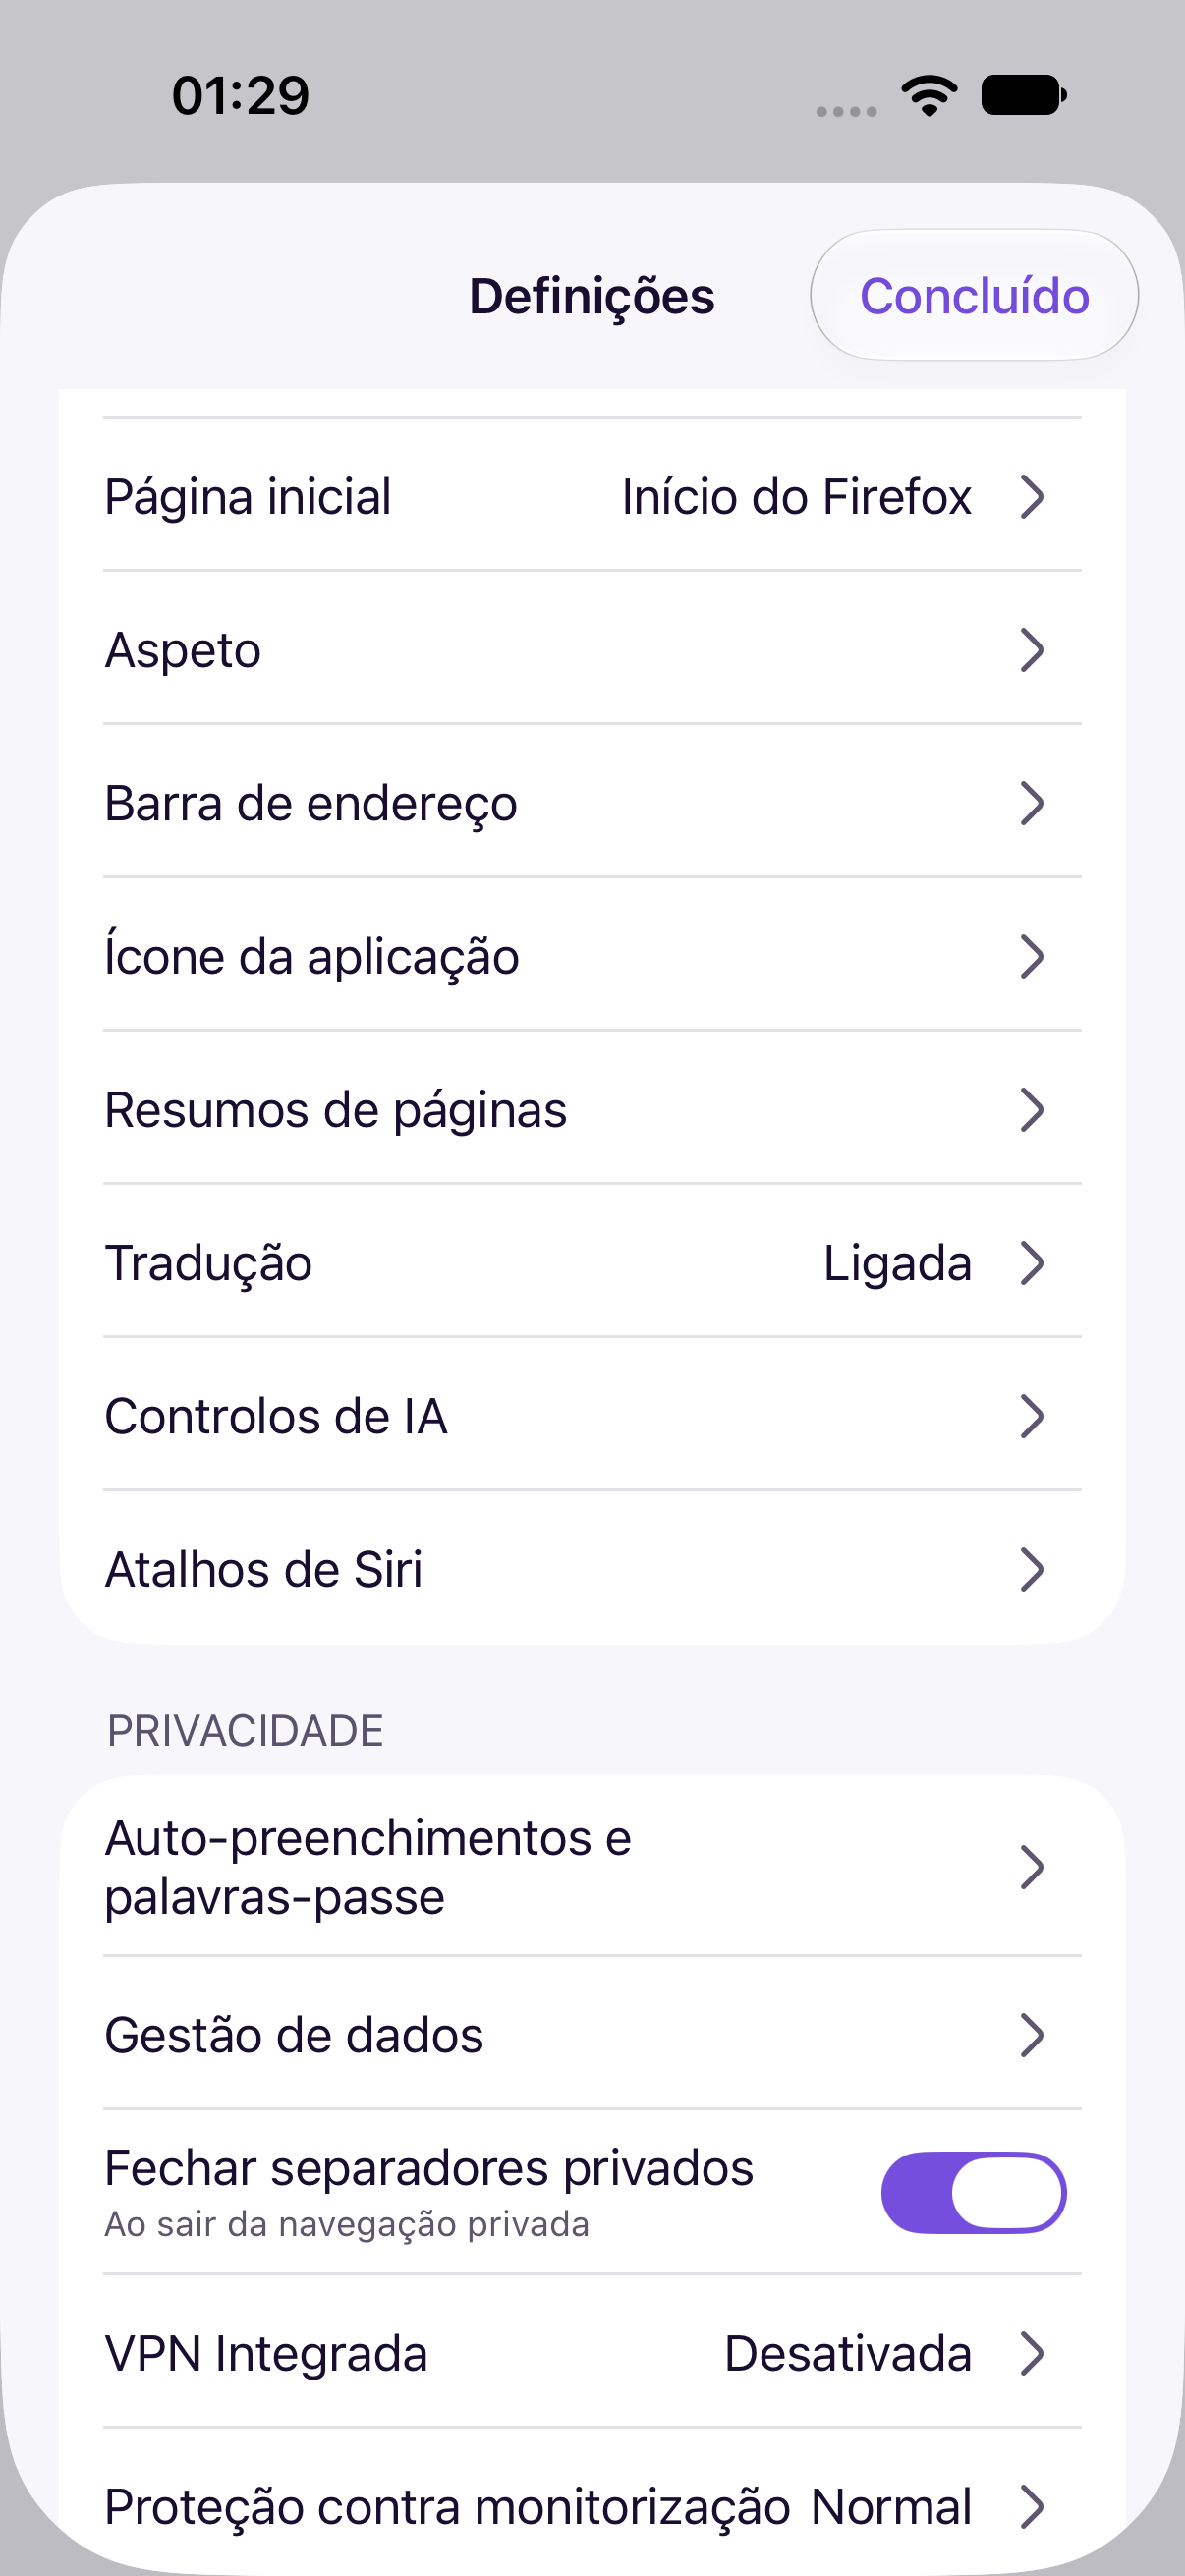 01:29
Definições
Concluído
Página inicial Início do Firefox
Aspeto
Barra de endereço
Ícone da aplicação
Resumos de páginas
Tradução Ligada
Controlos de IA
Atalhos de Siri
PRIVACIDADE
Auto-preenchimentos e
palavras-passe
Gestão de dados
Fechar separadores privados
Ao sair da navegação privada
VPN Integrada Desativada
Proteção contra monitorização Normal